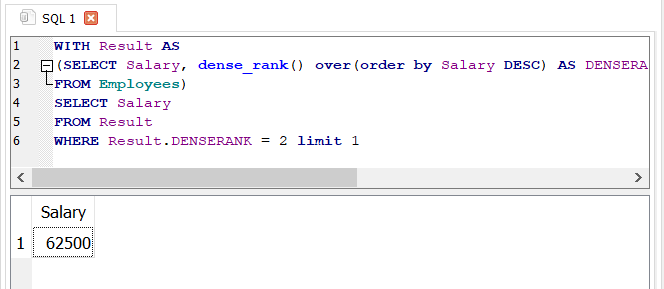 SQL 1
1 WITH Result AS
2 (SELECT Salary, dense_rank() over(order by Salary DESC) AS DENSERA
3 FROM Employees)
4 SELECT Salary
5 FROM Result
6 WHERE Result.DENSERANK = 2 limit 1
Salary
1 62500